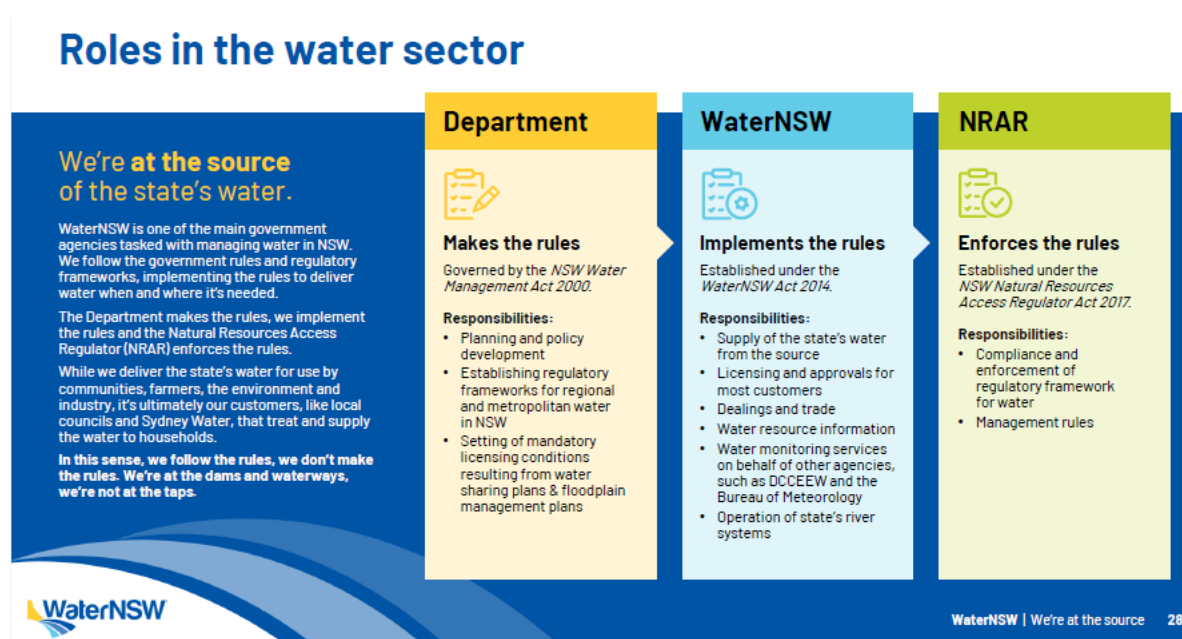 Roles in the water sector
We're at the source
of the state's water.
WaterNSW is one of the main government
agencies tasked with managing water in NSW.
We follow the government rules and regulatory
frameworks, implementing the rules to deliver
water when and where it's needed.
The Department makes the rules, we implement
the rules and the Natural Resources Access
Regulator (NRAR) enforces the rules.
While we deliver the state's water for use by
communities, farmers, the environment and
industry, it's ultimately our customers, like local
councils and Sydney Water, that treat and supply
the water to households.
In this sense, we follow the rules, we don't make
the rules. We're at the dams and waterways,
we're not at the taps.
Department
Makes the rules
Governed by the NSW Water
Management Act 2000.
Responsibilities:
• Planning and policy
development
• Establishing regulatory
frameworks for regional
and metropolitan water
in NSW
• Setting of mandatory
licensing conditions
resulting from water
sharing plans & floodplain
management plans
WaterNSW
Implements the rules
Established under the
WaterNSW Act 2014.
Responsibilities:
• Supply of the state's water
from the source
• Licensing and approvals for
most customers
• Dealings and trade
• Water resource information
• Water monitoring services
on behalf of other agencies,
such as DCCEEW and the
Bureau of Meteorology
• Operation of state's river
systems
NRAR
Enforces the rules
Established under the
NSW Natural Resources
Access Regulator Act 2017.
Responsibilities:
• Compliance and
enforcement of
regulatory framework
for water
• Management rules
WaterNSW
WaterNSW | We're at the source 28